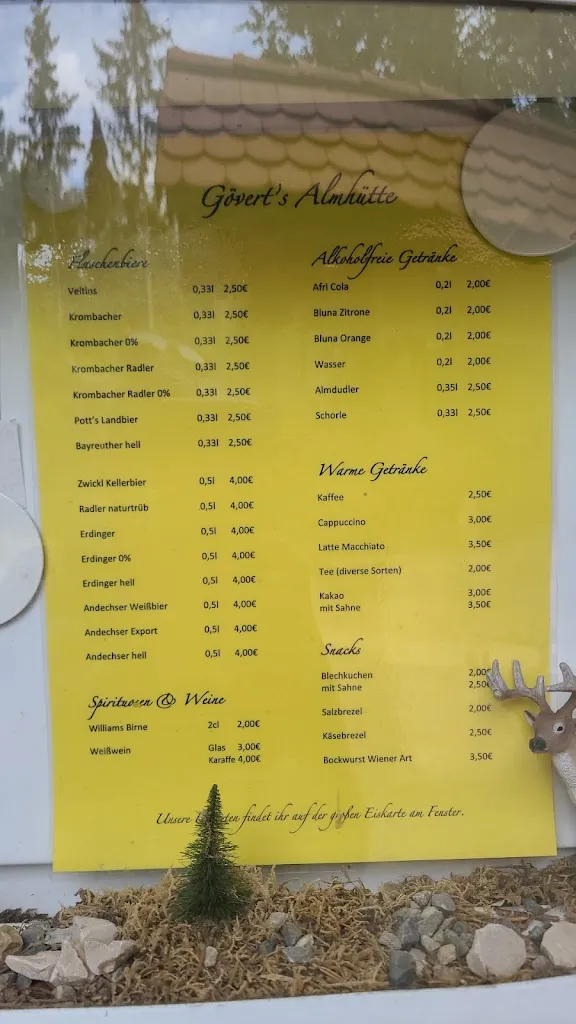 Gövert's Almhütte
Flaschenbiere
Veltins 0,33l 2,50€
Krombacher 0,33l 2,50€
Krombacher 0% 0,33l 2,50€
Krombacher Radler 0,33l 2,50€
Krombacher Radler 0% 0,33l 2,50€
Pott's Landbier 0,33l 2,50€
Bayreuther hell 0,33l 2,50€
Zwickl Kellerbier 0,5l 4,00€
Radler naturtrüb 0,5l 4,00€
Erdinger 0,5l 4,00€
Erdinger 0% 0,5l 4,00€
Erdinger hell 0,5l 4,00€
Andechser Weißbier 0,5l 4,00€
Andechser Export 0,5l 4,00€
Andechser hell 0,5l 4,00€
Spirituosen & Weine
Williams Birne 2cl 2,00€
Weißwein Glas 3,00€
Karaffe 4,00€
Alkoholfreie Getränke
Afri Cola 0,2l 2,00€
Bluna Zitrone 0,2l 2,00€
Bluna Orange 0,2l 2,00€
Wasser 0,2l 2,00€
Almdudler 0,35l 2,50€
Schorle 0,33l 2,50€
Warme Getränke
Kaffee 2,50€
Cappuccino 3,00€
Latte Macchiato 3,50€
Tee (diverse Sorten) 2,00€
Kakao 3,00€
mit Sahne 3,50€
Snacks
Blechkuchen 2,00€
mit Sahne 2,50€
Salzbrezel 2,00€
Käsebrezel 2,50€
Bockwurst Wiener Art 3,50€
Unsere findet ihr auf der großen Eiskarte am Fenster.